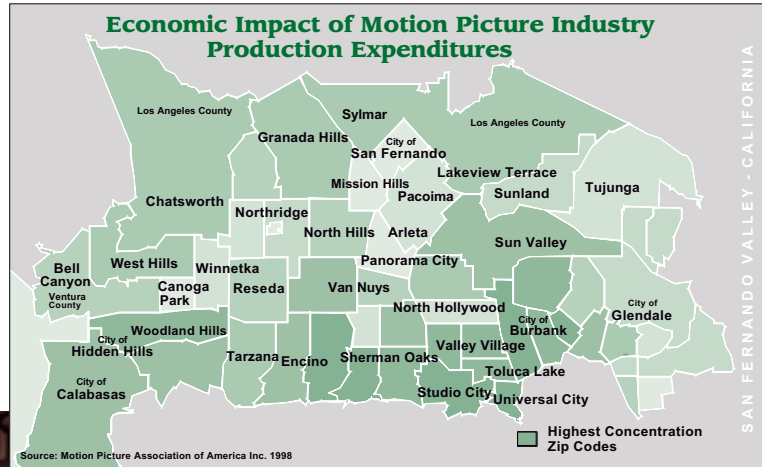 Economic Impact of Motion Picture Industry
Production Expenditures
Los Angeles County
Sylmar
Los Angeles County
Granada Hills
City of
San Fernando
Mission Hills
Lakeview Terrace
Pacoima
Sunland
Tujunga
Chatsworth
Northridge
North Hills
Arleta
Sun Valley
Panorama City
Bell
Canyon
Ventura
County
West Hills
Winnetka
Canoga
Park
Reseda
Van Nuys
North Hollywood
City of
Burbank
City of
Glendale
Woodland Hills
City of
Hidden Hills
Tarzana
Encino
Sherman Oaks
Valley Village
Toluca Lake
City of
Calabasas
Studio City
Universal City
Highest Concentration
Zip Codes
Source: Motion Picture Association of America Inc. 1998
SAN FERNANDO VALLEY - CALIFORNIA